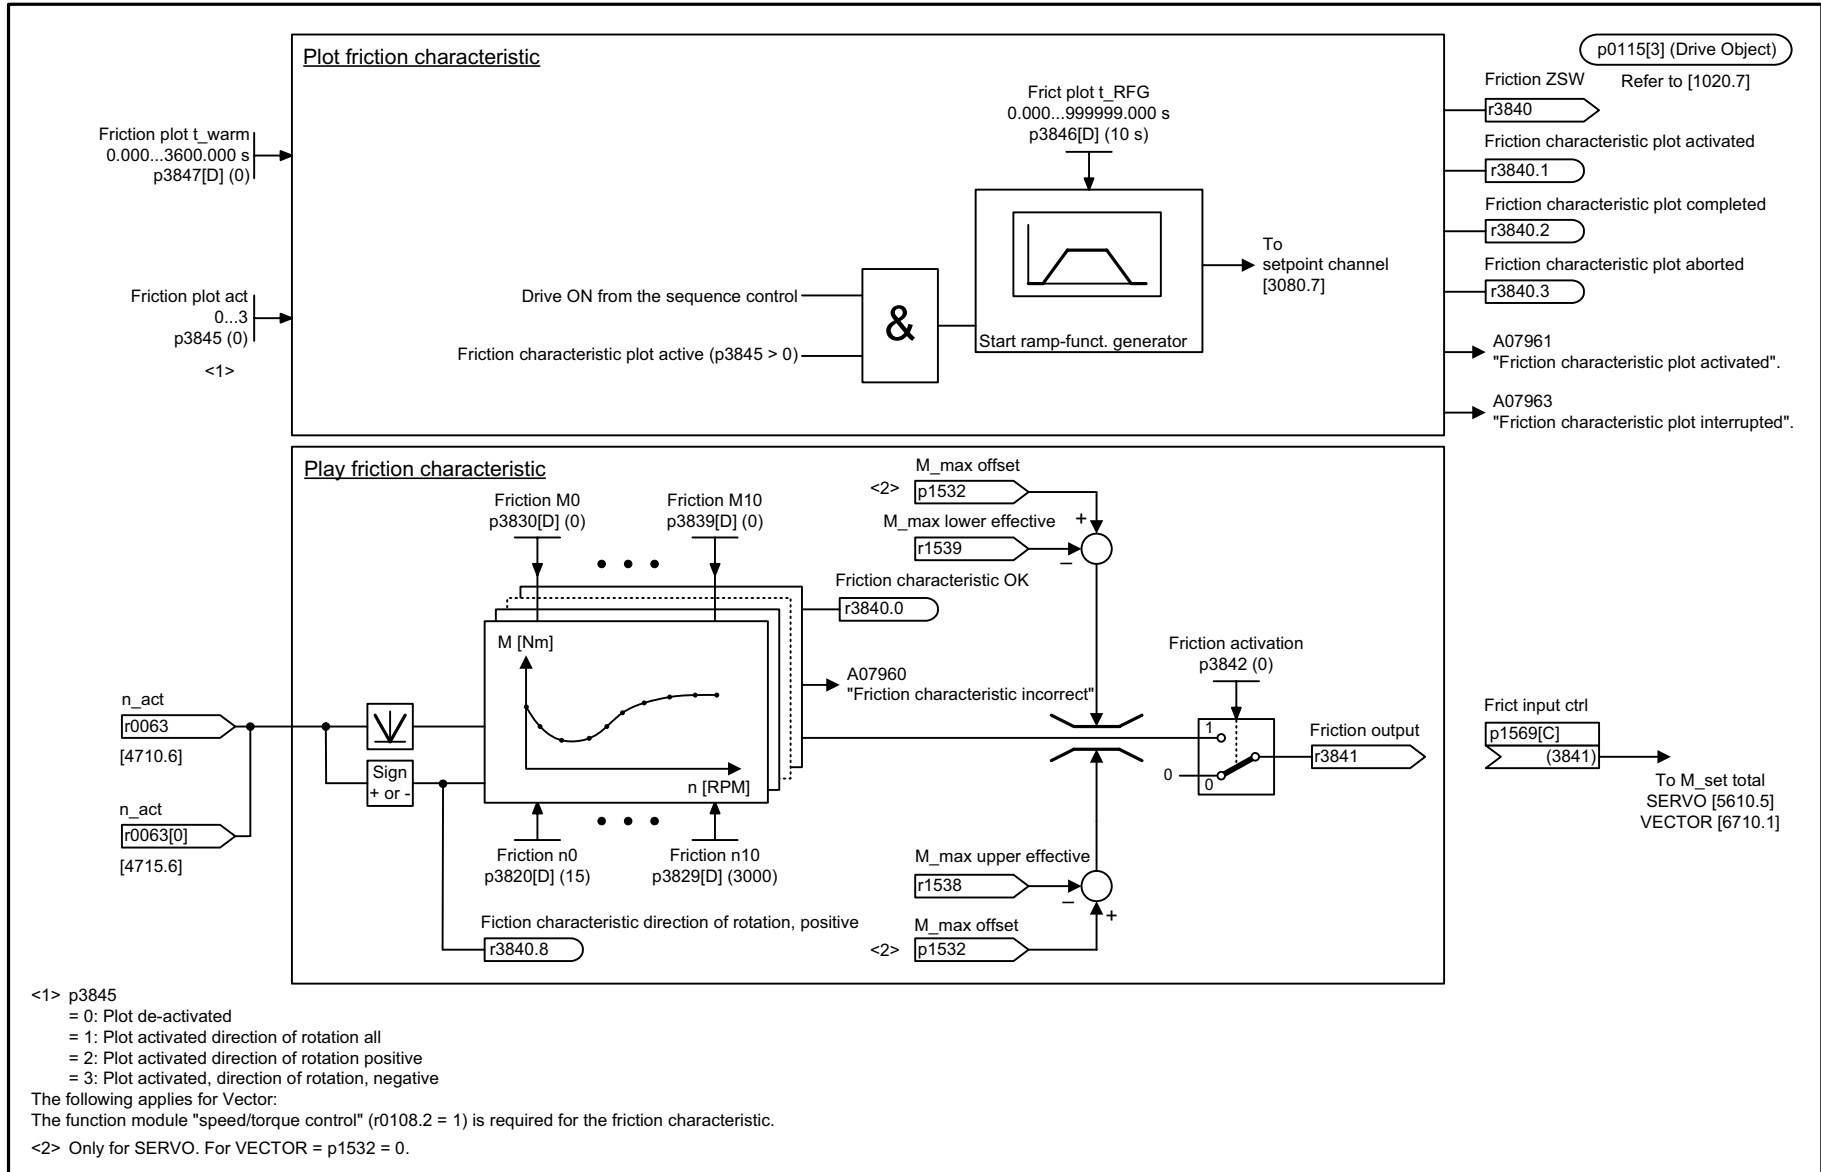 Plot friction characteristic
p0115[3] (Drive Object)
Refer to [1020.7]
Friction ZSW
r3840
Friction characteristic plot activated
r3840.1
Friction characteristic plot completed
r3840.2
Friction characteristic plot aborted
r3840.3
A07961
"Friction characteristic plot activated".
A07963
"Friction characteristic plot interrupted".
Friction plot t_warm
0.000...3600.000 s
p3847[D] (0)
Friction plot act
0...3
p3845 (0)
<1>
Frict plot t_RFG
0.000...999999.000 s
p3846[D] (10 s)
Drive ON from the sequence control
Friction characteristic plot active (p3845 > 0)
&
Start ramp-funct. generator
To
setpoint channel
[3080.7]
Play friction characteristic
Friction M0
p3830[D] (0)
Friction M10
p3839[D] (0)
M_max offset
<2> p1532
+
M_max lower effective
r1539
–
Friction characteristic OK
r3840.0
A07960
"Friction characteristic incorrect"
M [Nm]
n [RPM]
n_act
r0063
[4710.6]
n_act
r0063[0]
[4715.6]
Sign
+ or -
Friction n0
p3820[D] (15)
Friction n10
p3829[D] (3000)
Fiction characteristic direction of rotation, positive
r3840.8
M_max upper effective
r1538
–
+
M_max offset
<2> p1532
Friction activation
p3842 (0)
1
0
0
Friction output
r3841
Frict input ctrl
p1569[C]
(3841)
To M_set total
SERVO [5610.5]
VECTOR [6710.1]
<1> p3845
= 0: Plot de-activated
= 1: Plot activated direction of rotation all
= 2: Plot activated direction of rotation positive
= 3: Plot activated, direction of rotation, negative
The following applies for Vector:
The function module "speed/torque control" (r0108.2 = 1) is required for the friction characteristic.
<2> Only for SERVO. For VECTOR = p1532 = 0.